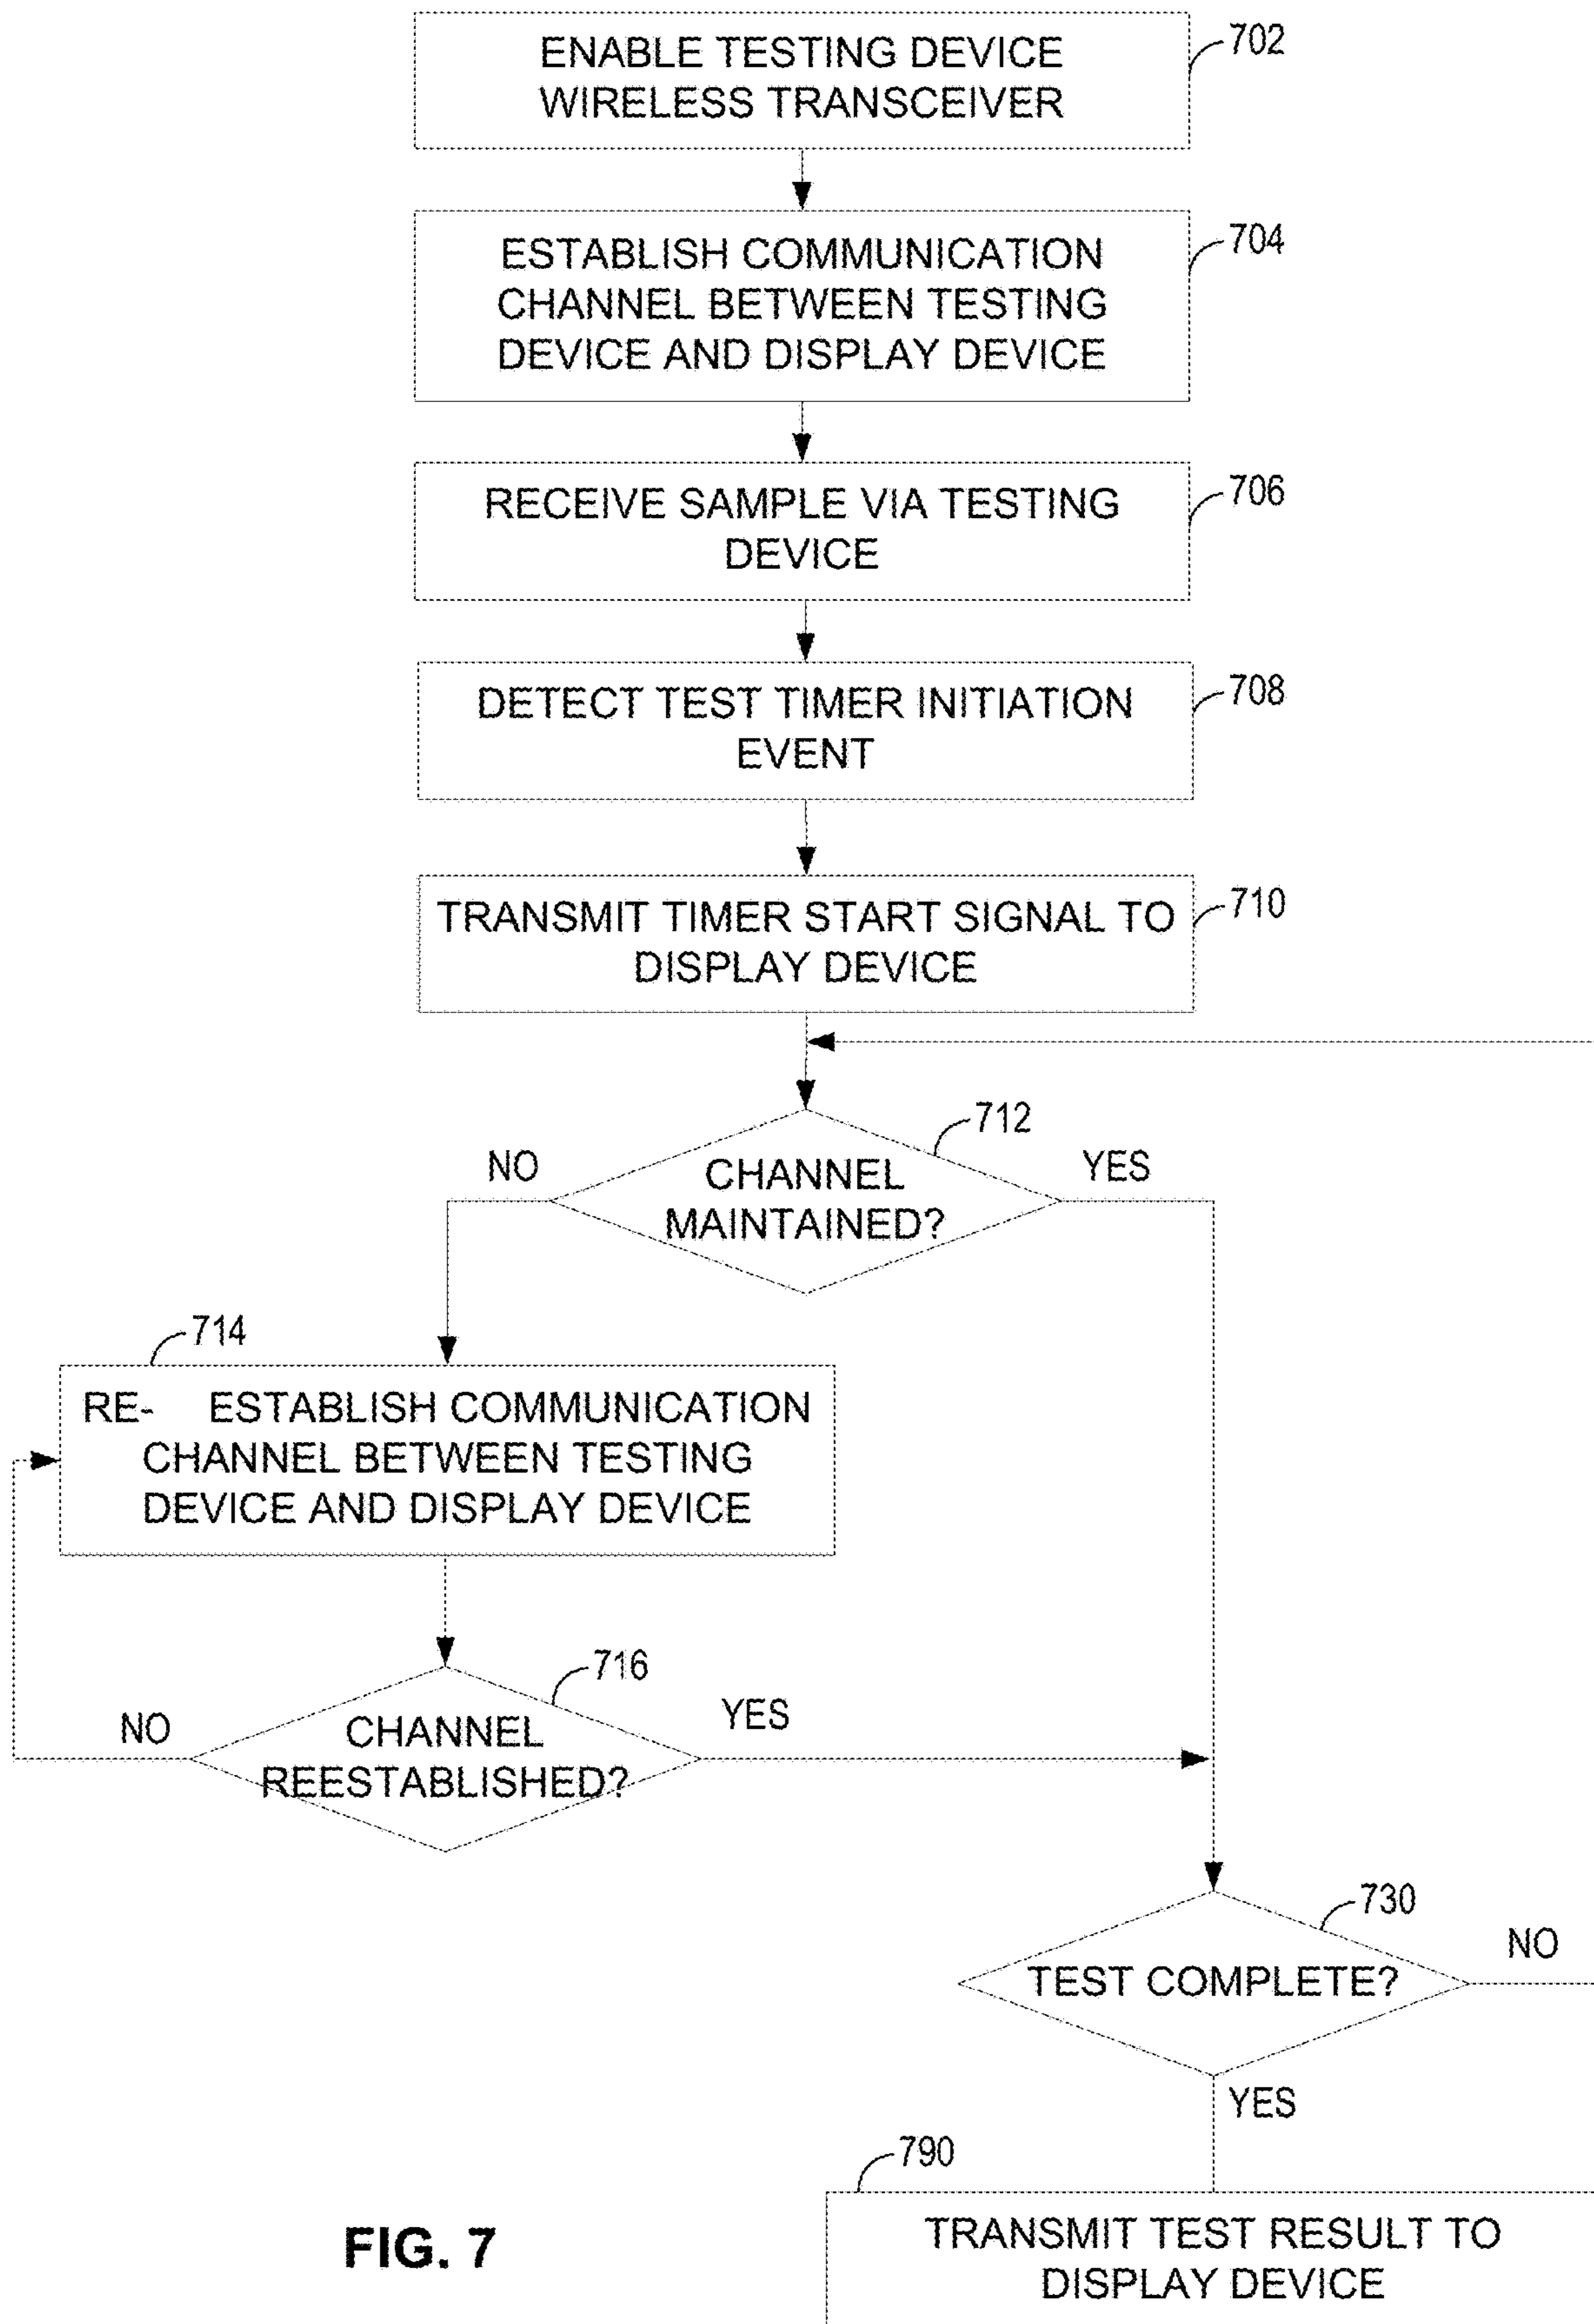 ENABLE TESTING DEVICE
WIRELESS TRANSCEIVER
702
ESTABLISH COMMUNICATION
CHANNEL BETWEEN TESTING
DEVICE AND DISPLAY DEVICE
704
RECEIVE SAMPLE VIA TESTING
DEVICE
706
DETECT TEST TIMER INITIATION
EVENT
708
TRANSMIT TIMER START SIGNAL TO
DISPLAY DEVICE
710
712
NO
CHANNEL
MAINTAINED?
YES
714
RE- ESTABLISH COMMUNICATION
CHANNEL BETWEEN TESTING
DEVICE AND DISPLAY DEVICE
716
NO
CHANNEL
REESTABLISHED?
YES
730
TEST COMPLETE?
NO
YES
790
TRANSMIT TEST RESULT TO
DISPLAY DEVICE
FIG. 7